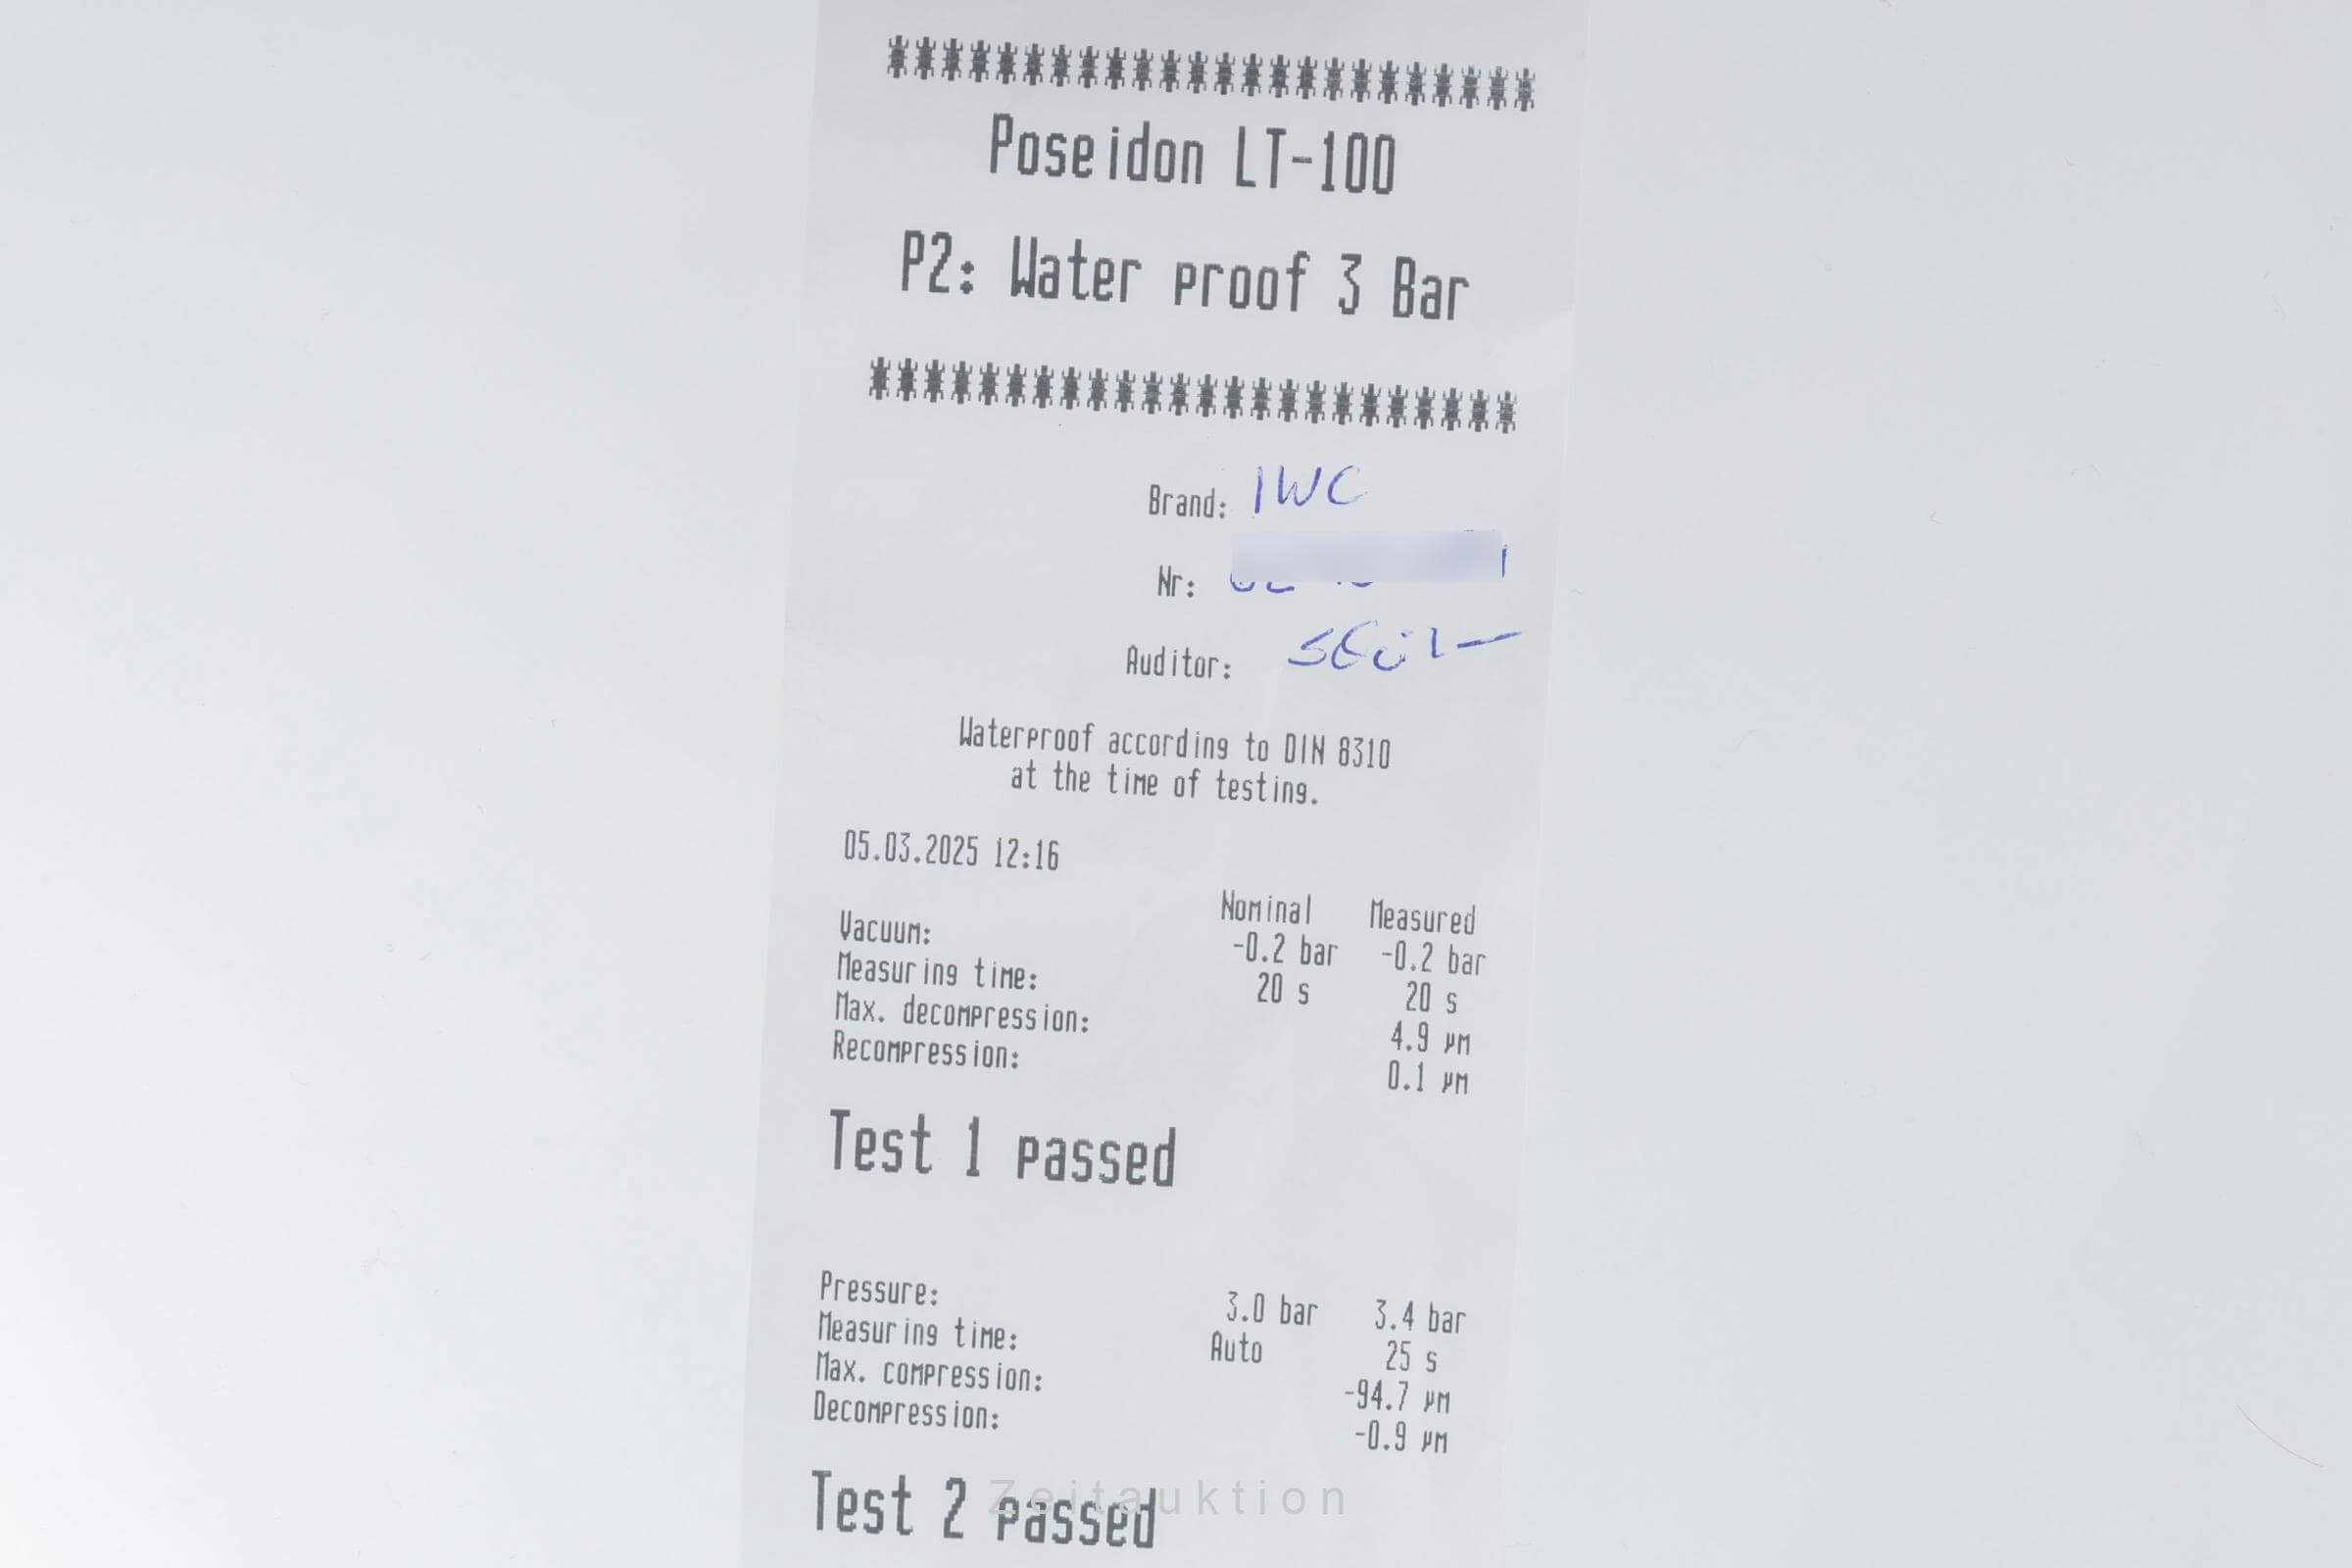 ************************
Poseidon LT-100
P2: Water proof 3 Bar
************************
Brand: IWC
Nr:
Auditor:
Waterproof according to DIN 8310
at the time of testing.
05.03.2025 12:16
Nominal Measured
Vacuum: -0.2 bar -0.2 bar
Measuring time: 20 s 20 s
Max. decompression: 4.9 µm
Recompression: 0.1 µm
Test 1 passed
Pressure: 3.0 bar 3.4 bar
Measuring time: Auto 25 s
Max. compression: -94.7 µm
Decompression: -0.9 µm
Test 2 passed
Zeitauktion